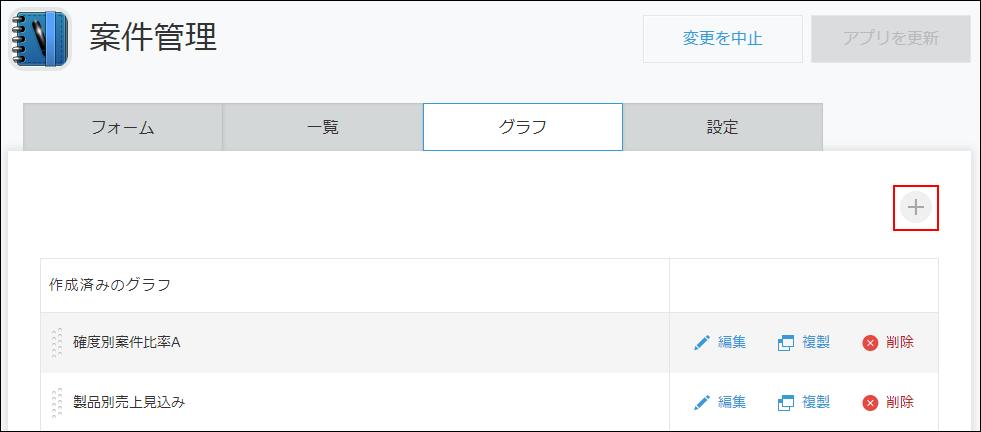 案件管理
変更を中止
アプリを更新
フォーム
一覧
グラフ
設定
作成済みのグラフ
確度別案件比率A
編集
複製
削除
製品別売上見込み
編集
複製
削除